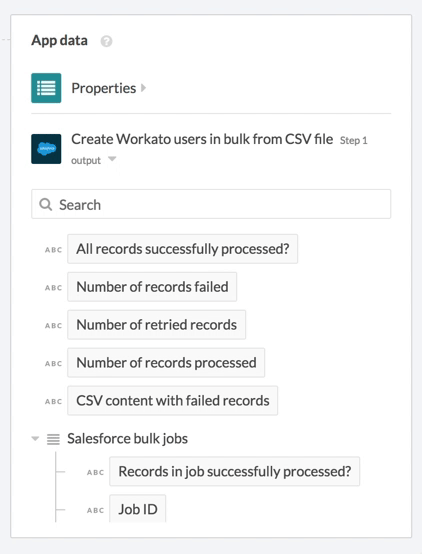 App data ?
Properties
Create Workato users in bulk from CSV file Step 1
output
Search
ABC All records successfully processed?
ABC Number of records failed
ABC Number of retried records
ABC Number of records processed
ABC CSV content with failed records
Salesforce bulk jobs
ABC Records in job successfully processed?
ABC Job ID